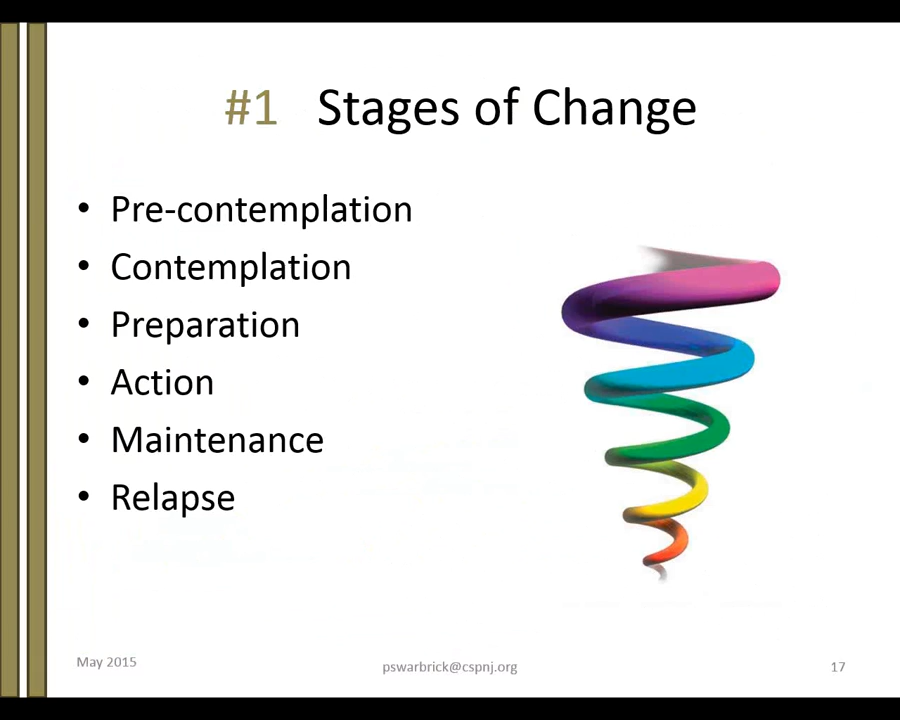 #1 Stages of Change
• Pre-contemplation
• Contemplation
• Preparation
• Action
• Maintenance
• Relapse
May 2015
pswarbrick@cspnj.org
17